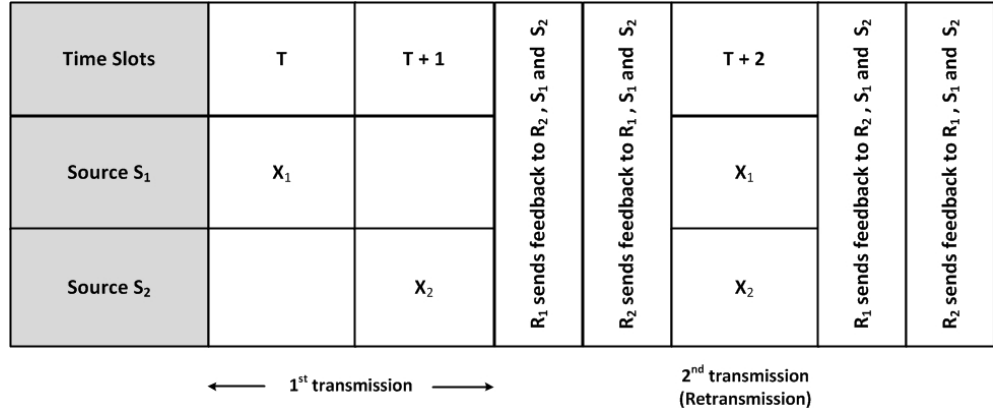 Time Slots
T
T + 1
R₁ sends feedback to R₂ , S₁ and S₂
R₂ sends feedback to R₁ , S₁ and S₂
T + 2
R₁ sends feedback to R₂ , S₁ and S₂
R₂ sends feedback to R₁ , S₁ and S₂
Source S₁
X₁
X₁
Source S₂
X₂
X₂
1ˢᵗ transmission
2ⁿᵈ transmission
(Retransmission)